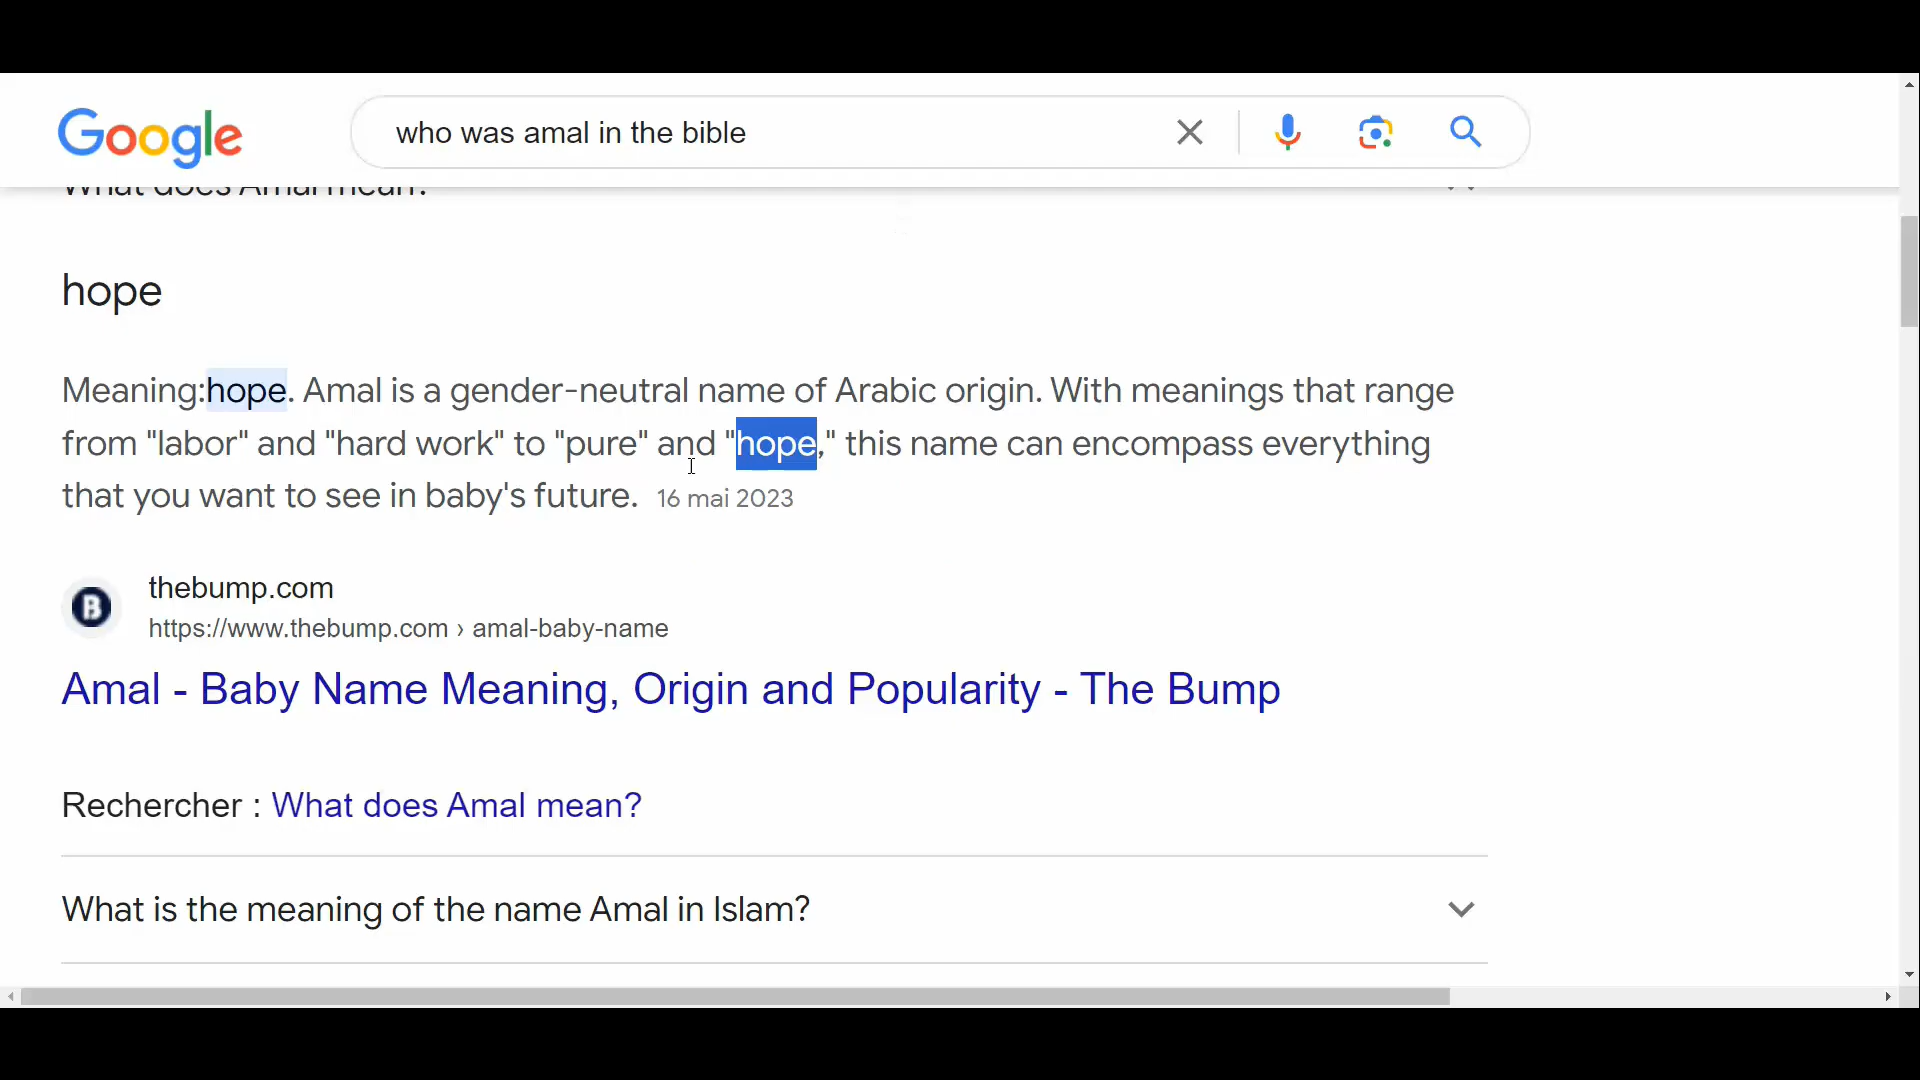 Google
who was amal in the bible
What does Amal mean?
hope
Meaning:hope. Amal is a gender-neutral name of Arabic origin. With meanings that range
from "labor" and "hard work" to "pure" and "hope," this name can encompass everything
that you want to see in baby's future. 16 mai 2023
B
thebump.com
https://www.thebump.com › amal-baby-name
Amal - Baby Name Meaning, Origin and Popularity - The Bump
Rechercher : What does Amal mean?
What is the meaning of the name Amal in Islam?